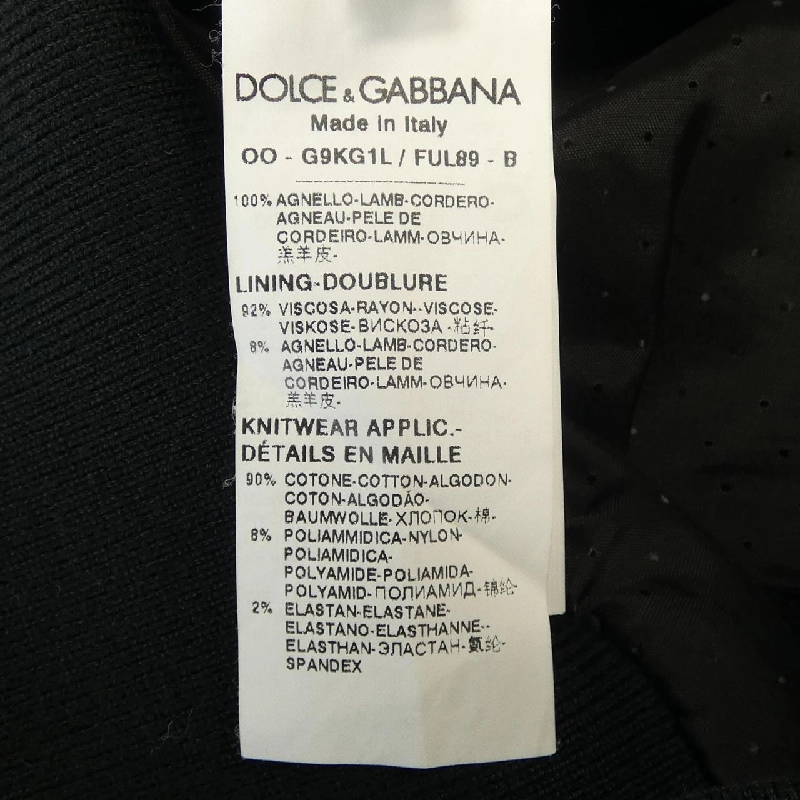 DOLCE & GABBANA
Made in Italy
OO - G9KG1L / FUL89 - B
100% AGNELLO-LAMB-CORDERO-
AGNEAU-PELE DE
CORDEIRO-LAMM-ОВЧИНА-
羔羊皮-
LINING-DOUBLURE
92% VISCOSA-RAYON--VISCOSE-
VISKOSE-ВИСКОЗА -粘纤-
8% AGNELLO-LAMB-CORDERO-
AGNEAU-PELE DE
CORDEIRO-LAMM-ОВЧИНА-
羔羊皮-
KNITWEAR APPLIC.-
DÉTAILS EN MAILLE
90% COTONE-COTTON-ALGODON-
COTON-ALGODÃO-
BAUMWOLLE-ХЛОПОК-棉-
8% POLIAMMIDICA-NYLON-
POLIAMIDICA-
POLYAMIDE-POLIAMIDA-
POLYAMID-ПОЛИАМИД-锦纶-
2% ELASTAN-ELASTANE-
ELASTANO-ELASTHANNE--
ELASTHAN-ЭЛАСТАН-氨纶-
SPANDEX